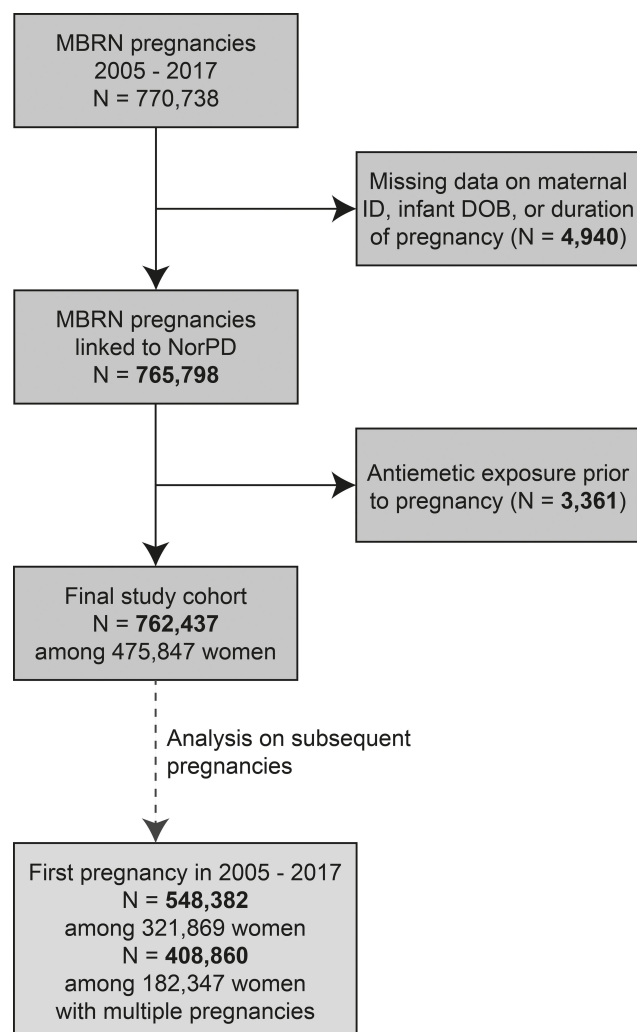 MBRN pregnancies
2005 - 2017
N = 770,738
Missing data on maternal
ID, infant DOB, or duration
of pregnancy (N = 4,940)
MBRN pregnancies
linked to NorPD
N = 765,798
Antiemetic exposure prior
to pregnancy (N = 3,361)
Final study cohort
N = 762,437
among 475,847 women
Analysis on subsequent
pregnancies
First pregnancy in 2005 - 2017
N = 548,382
among 321,869 women
N = 408,860
among 182,347 women
with multiple pregnancies